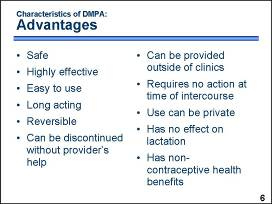 Characteristics of DMPA:
Advantages
• Safe
• Highly effective
• Easy to use
• Long acting
• Reversible
• Can be discontinued
without provider's
help
• Can be provided
outside of clinics
• Requires no action at
time of intercourse
• Use can be private
• Has no effect on
lactation
• Has non-
contraceptive health
benefits
6